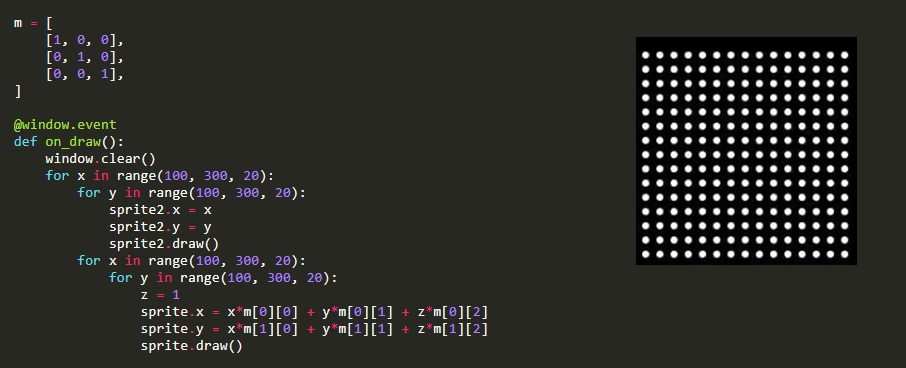 m = [
    [1, 0, 0],
    [0, 1, 0],
    [0, 0, 1],
]

@window.event
def on_draw():
    window.clear()
    for x in range(100, 300, 20):
        for y in range(100, 300, 20):
            sprite2.x = x
            sprite2.y = y
            sprite2.draw()
        for x in range(100, 300, 20):
            for y in range(100, 300, 20):
                z = 1
                sprite.x = x*m[0][0] + y*m[0][1] + z*m[0][2]
                sprite.y = x*m[1][0] + y*m[1][1] + z*m[1][2]
                sprite.draw()